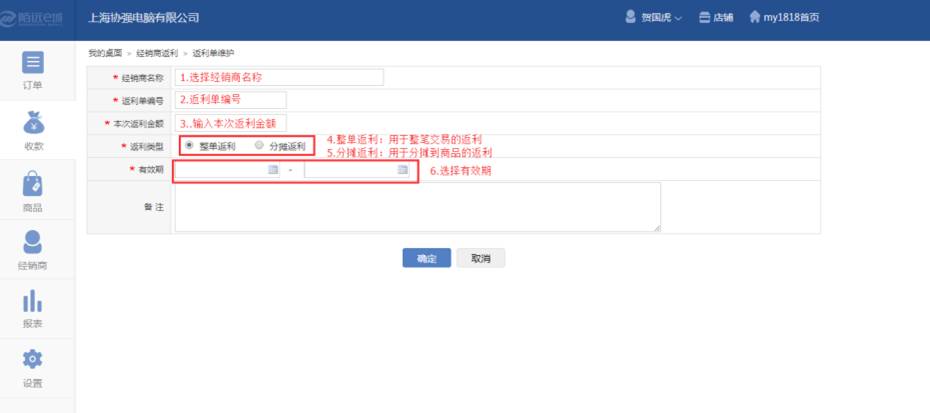 陌远e城 上海协强电脑有限公司 贺国虎 店铺 my1818首页
我的桌面 > 经销商返利 > 返利单维护
* 经销商名称 1.选择经销商名称
* 返利单编号 2.返利单编号
* 本次返利金额 3..输入本次返利金额
* 返利类型 整单返利 分摊返利 4.整单返利：用于整笔交易的返利
5.分摊返利：用于分摊到商品的返利
* 有效期 - 6.选择有效期
备 注
确定 取消
订单
收款
商品
经销商
报表
设置